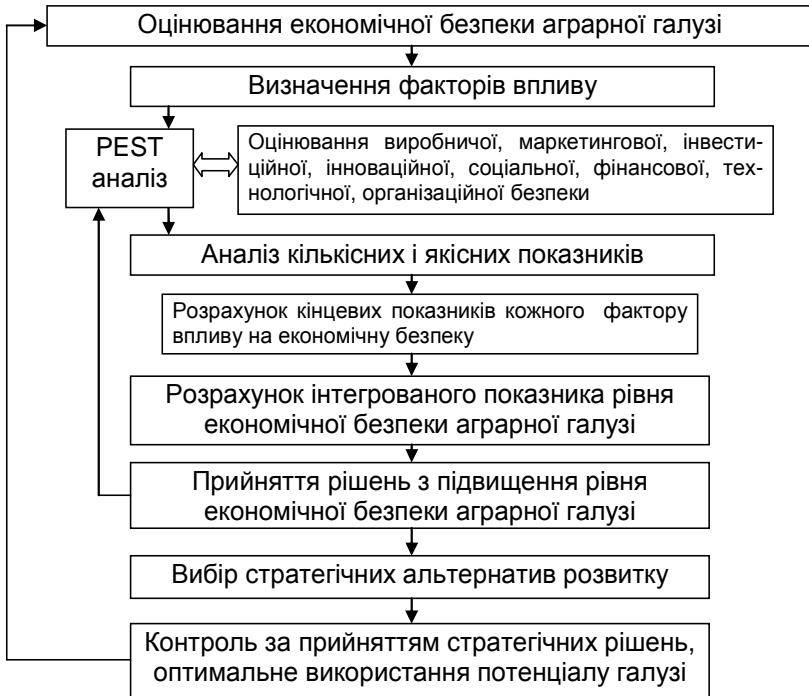 Оцінювання економічної безпеки аграрної галузі
Визначення факторів впливу
PEST
аналіз
Оцінювання виробничої, маркетингової, інвести-
ційної, інноваційної, соціальної, фінансової, тех-
нологічної, організаційної безпеки
Аналіз кількісних і якісних показників
Розрахунок кінцевих показників кожного фактору
впливу на економічну безпеку
Розрахунок інтегрованого показника рівня
економічної безпеки аграрної галузі
Прийняття рішень з підвищення рівня
економічної безпеки аграрної галузі
Вибір стратегічних альтернатив розвитку
Контроль за прийняттям стратегічних рішень,
оптимальне використання потенціалу галузі